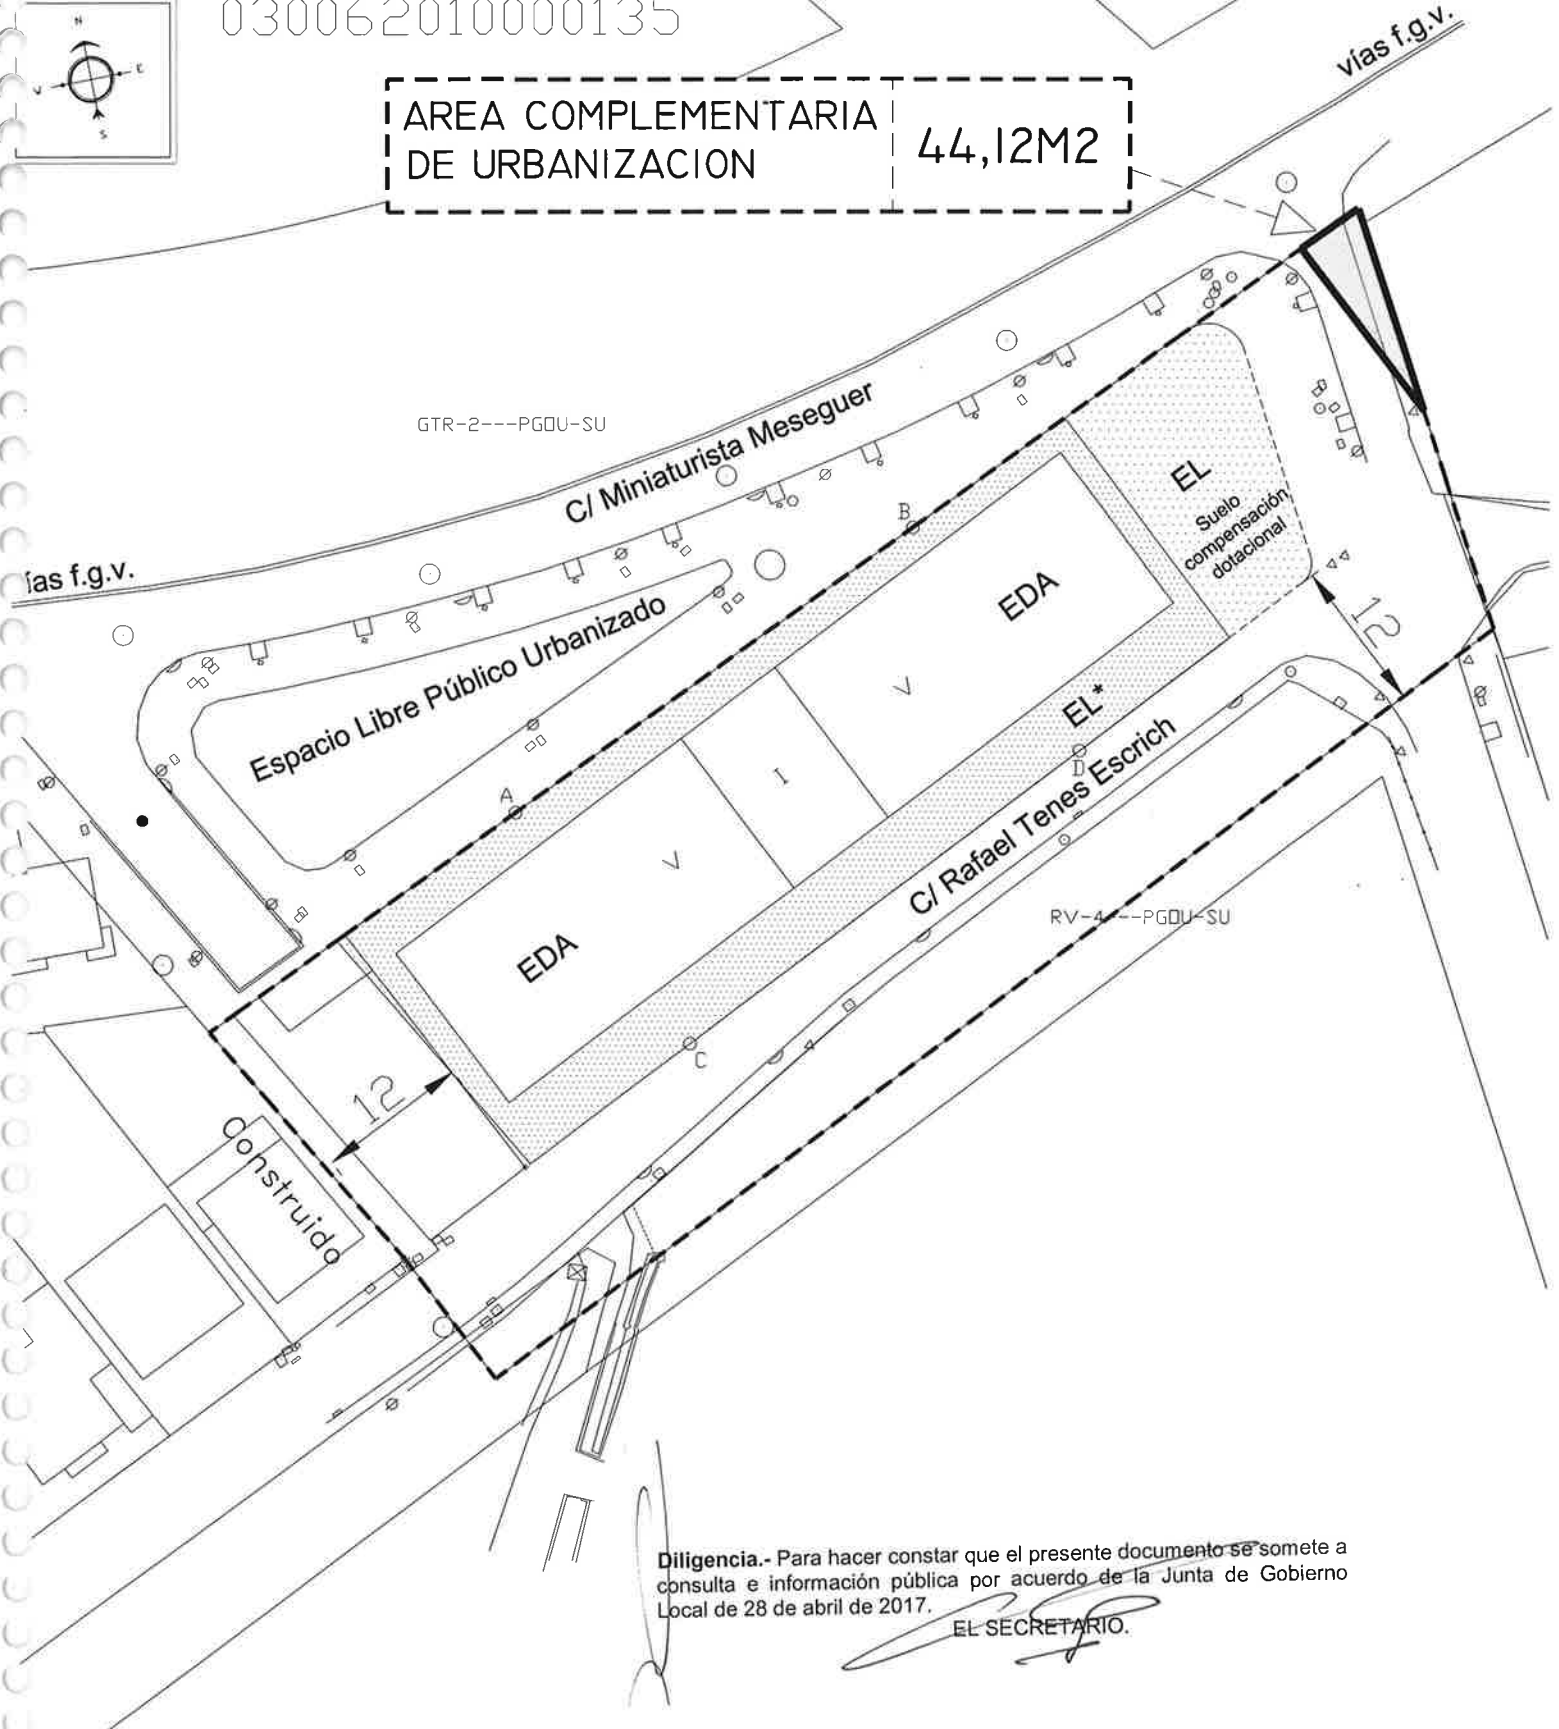 030062010000135
N
E
V
S
AREA COMPLEMENTARIA
DE URBANIZACION
44,12M2
vías f.g.v.
GTR-2---PGOU-SU
C/ Miniaturista Meseguer
ías f.g.v.
Espacio Libre Público Urbanizado
EL
Suelo
compensación
dotacional
B
EDA
12
V
EL*
D
I
A
C/ Rafael Tenes Escrich
V
RV-4---PGOU-SU
EDA
C
12
Construido
Diligencia.- Para hacer constar que el presente documento se somete a
consulta e información pública por acuerdo de la Junta de Gobierno
Local de 28 de abril de 2017.
EL SECRETARIO.